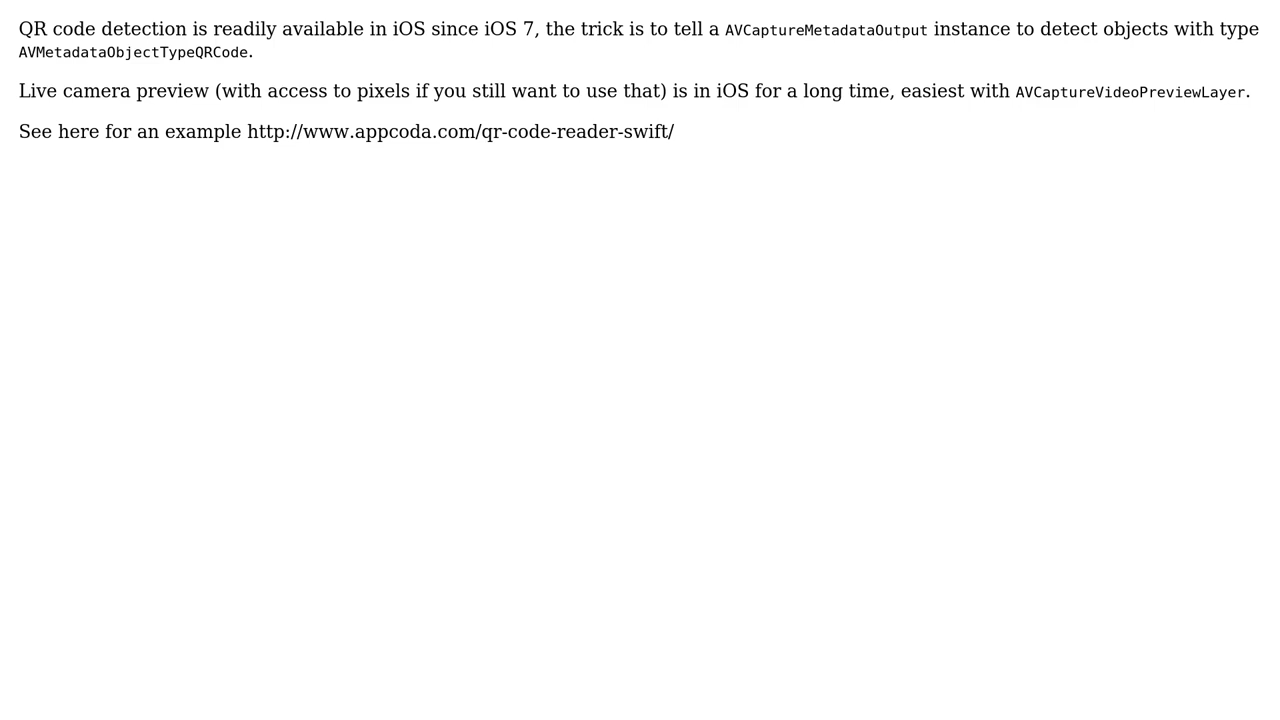 QR code detection is readily available in iOS since iOS 7, the trick is to tell a AVCaptureMetadataOutput instance to detect objects with type
AVMetadataObjectTypeQRCode.
Live camera preview (with access to pixels if you still want to use that) is in iOS for a long time, easiest with AVCaptureVideoPreviewLayer.
See here for an example http://www.appcoda.com/qr-code-reader-swift/